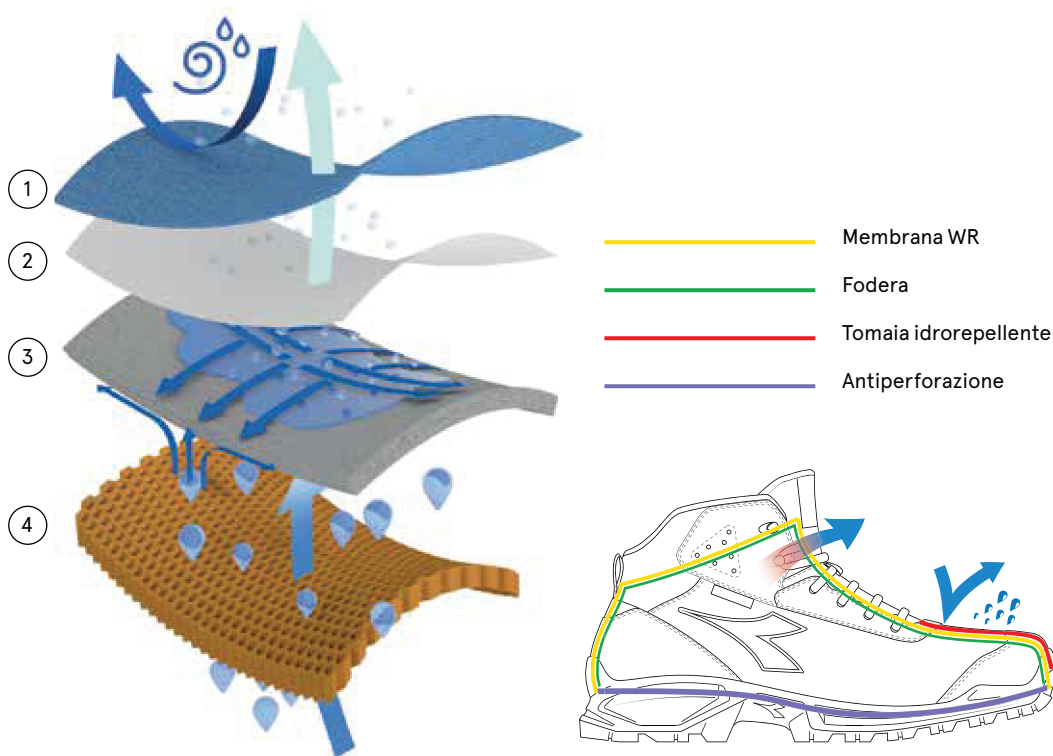 1
2
3
4
Membrana WR
Fodera
Tomaia idrorepellente
Antiperforazione